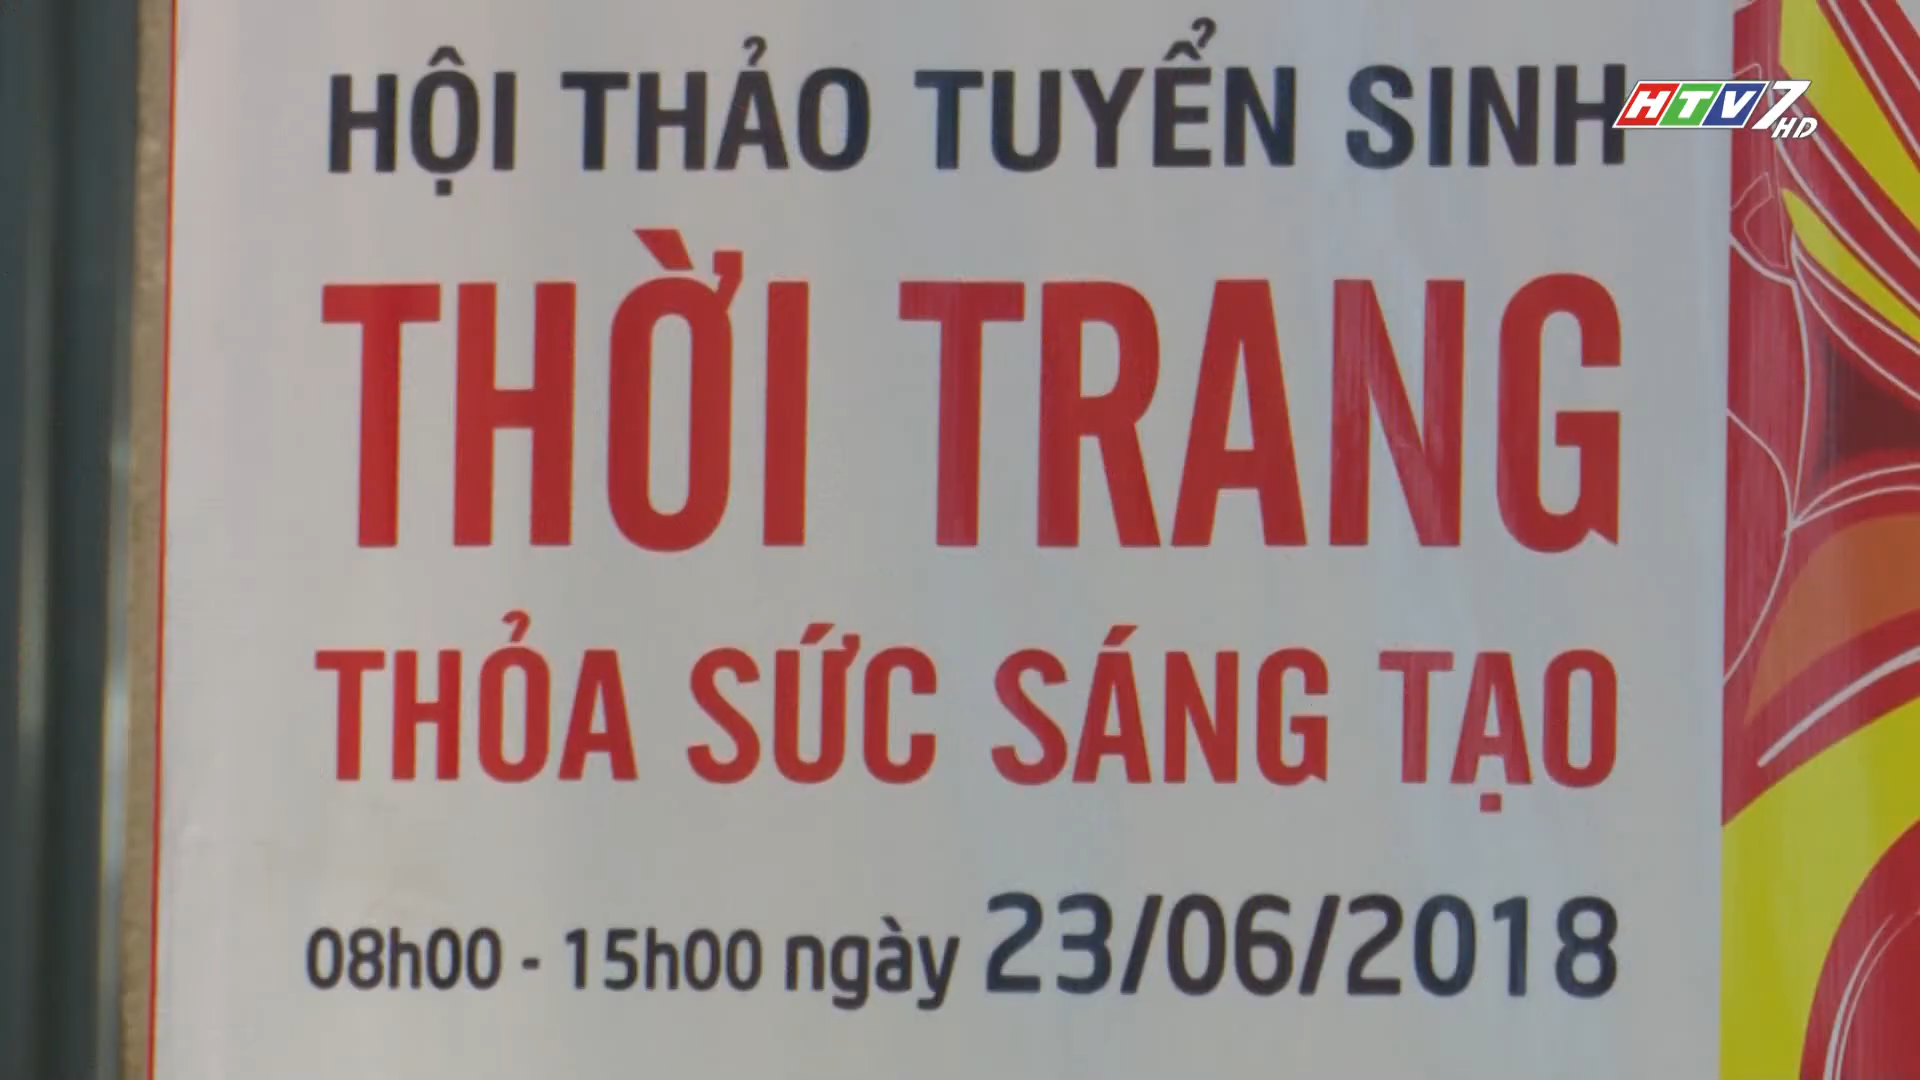 HỘI THẢO TUYỂN SINH
HTV7 HD
THỜI TRANG
THỎA SỨC SÁNG TẠO
08h00 - 15h00 ngày 23/06/2018